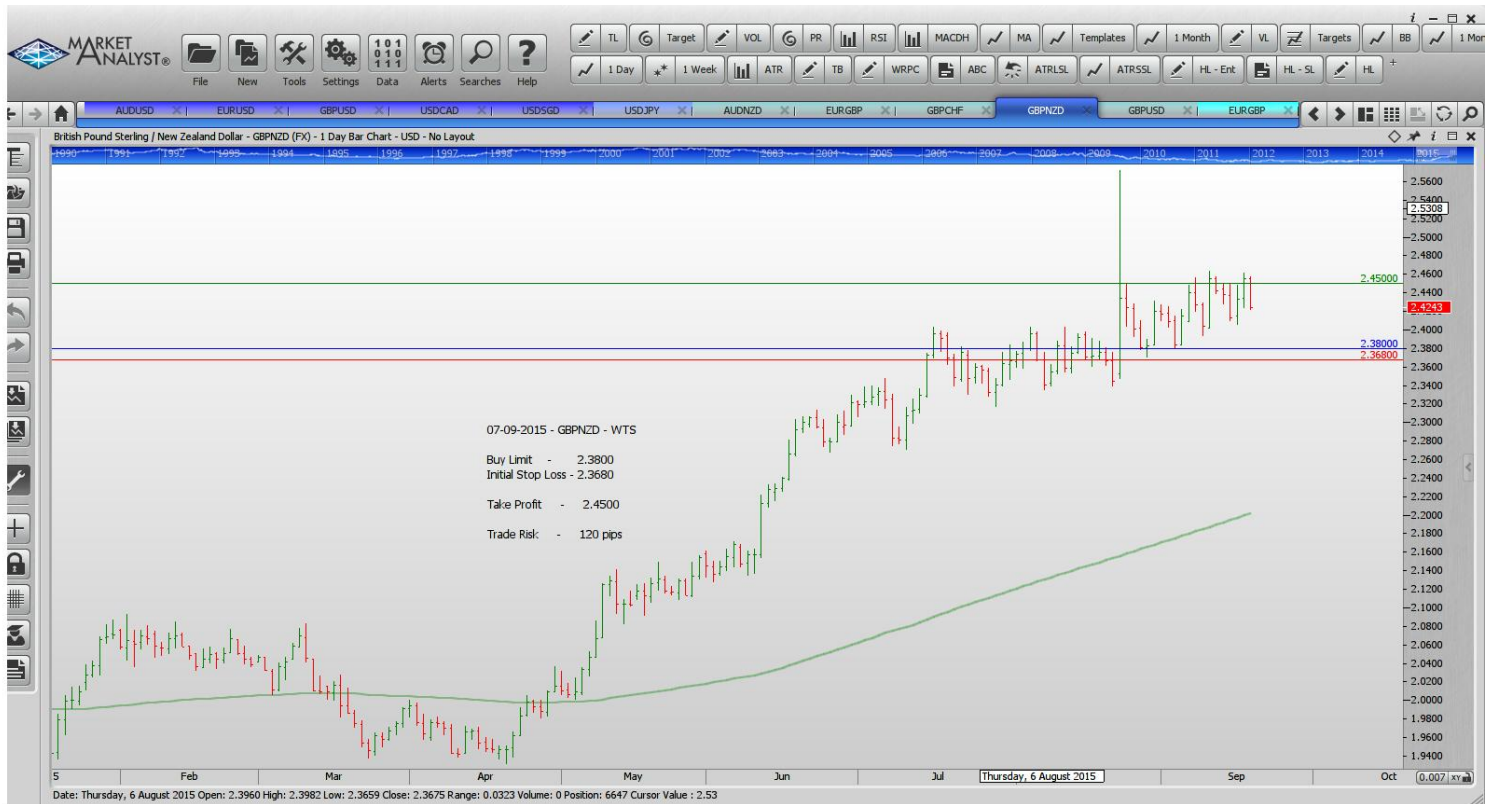 i
MARKET ANALYST®
File New Tools Settings Data Alerts Searches Help
TL Target VOL PR RSI MACDH MA Templates 1 Month VL Targets BB 1 Mor
1 Day 1 Week ATR TB WRPC ABC ATRLSL ATRSSL HL - Ent HL - SL HL +
AUDUSD EURUSD GBPUSD USDCAD USDSGD USDJPY AUDNZD EURGBP GBPCHF GBPNZD GBPUSD EURGBP
British Pound Sterling / New Zealand Dollar - GBPNZD (FX) - 1 Day Bar Chart - USD - No Layout
1990 1991 1992 1993 1994 1895 1996 1997 1998 1999 2000 2001 2002 2003 2004 2005 2006 2007 2008 2009 2010 2011 2012 2013 2014 2015
2.5600
2.5400
2.5308
2.5200
2.5000
2.4800
2.4600
2.45000
2.4400
2.4243
2.4000
2.38000
2.3800
2.36800
2.3600
2.3400
2.3200
07-09-2015 - GBPNZD - WTS
2.3000
2.2800
Buy Limit - 2.3800
2.2600
Initial Stop Loss - 2.3680
2.2400
2.2200
Take Profit - 2.4500
2.2000
Trade Risk - 120 pips
2.1800
2.1600
2.1400
2.1200
2.1000
2.0800
2.0600
2.0400
2.0200
2.0000
1.9800
1.9600
1.9400
5 Feb Mar Apr May Jun Jul Thursday, 6 August 2015 Sep Oct 0.007 XY
Date: Thursday, 6 August 2015 Open: 2.3960 High: 2.3982 Low: 2.3659 Close: 2.3675 Range: 0.0323 Volume: 0 Position: 6647 Cursor Value : 2.53